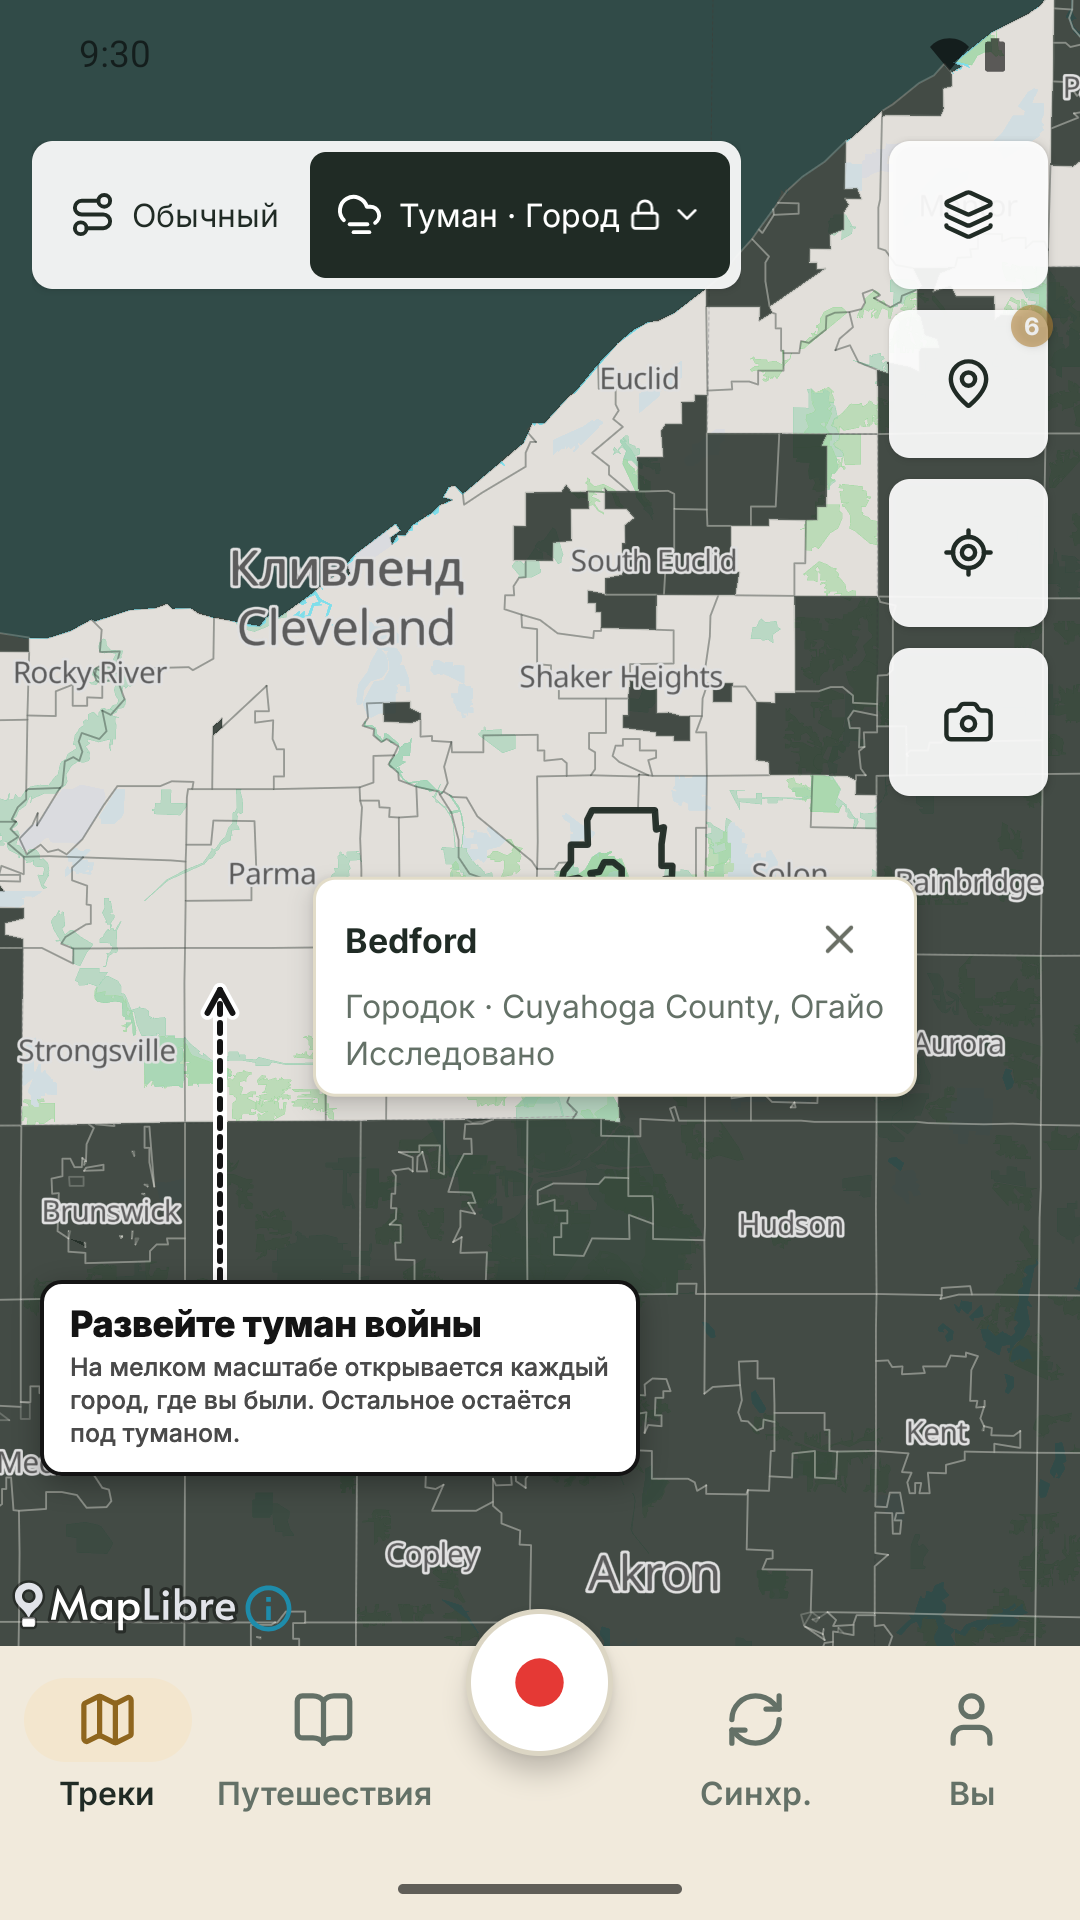 9:30
Обычный
Туман · Город
6
Euclid
Кливленд
Cleveland
South Euclid
Rocky River
Shaker Heights
Parma
Solon
Bainbridge
Bedford
Городок · Cuyahoga County, Огайо
Исследовано
Strongsville
Aurora
Brunswick
Hudson
Развейте туман войны
На мелком масштабе открывается каждый
город, где вы были. Остальное остаётся
под туманом.
Kent
Copley
Akron
MapLibre
Треки
Путешествия
Синхр.
Вы